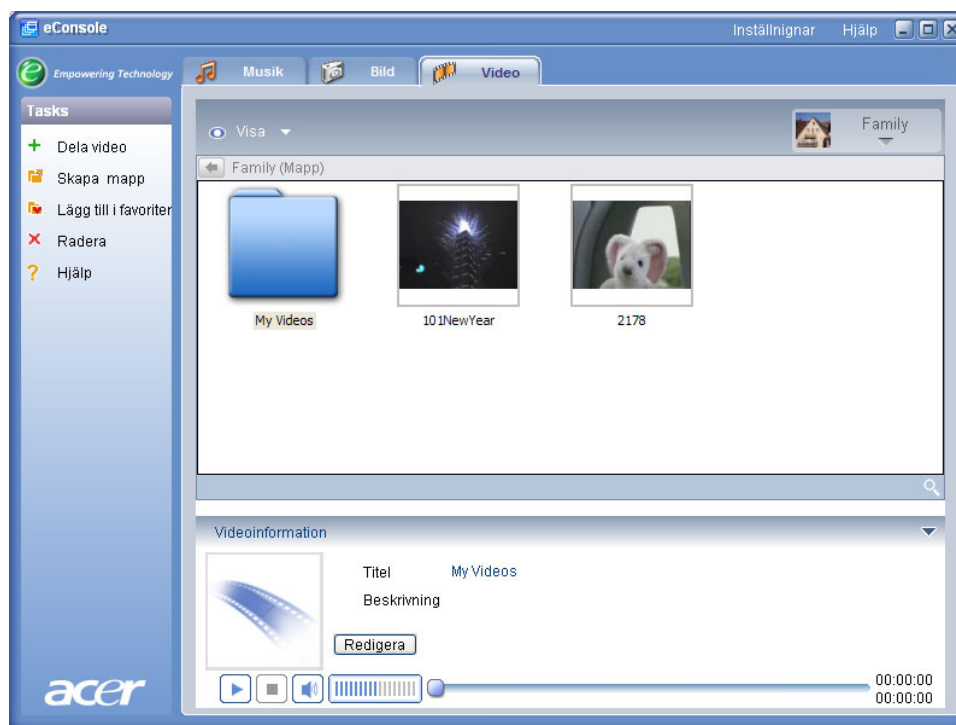 eConsole
Inställnignar Hjälp
Empowering Technology
Musik Bild Video
Tasks
Dela video
Skapa mapp
Lägg till i favoriter
Radera
Hjälp
Visa
Family
Family (Mapp)
My Videos
101NewYear
2178
Videoinformation
Titel My Videos
Beskrivning
Redigera
00:00:00
00:00:00
acer